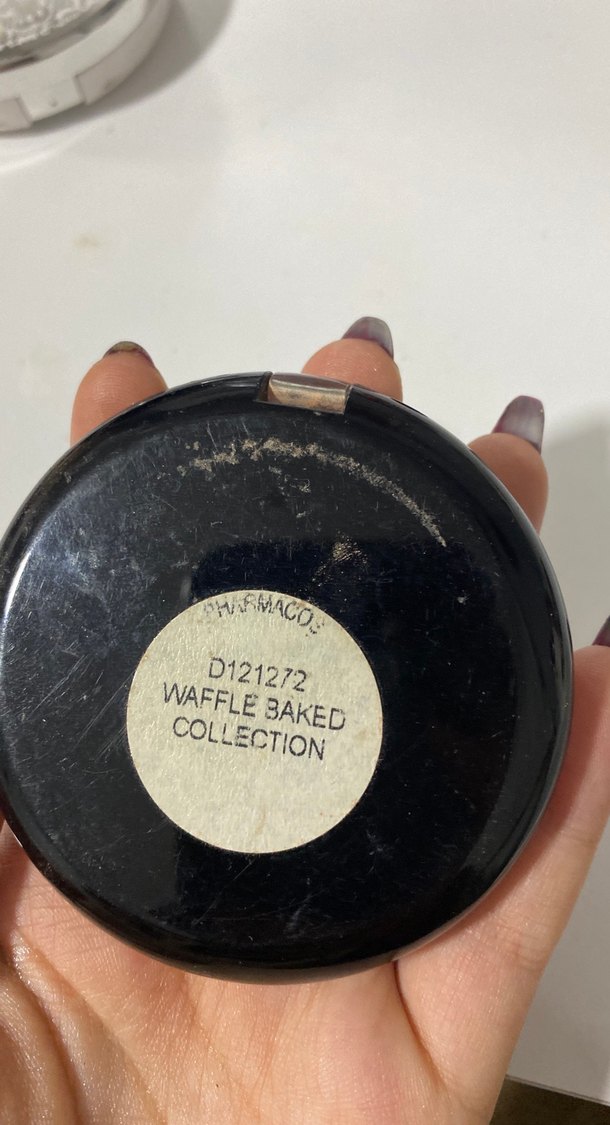 PHARMACOS
D121272
WAFFLE BAKED
COLLECTION